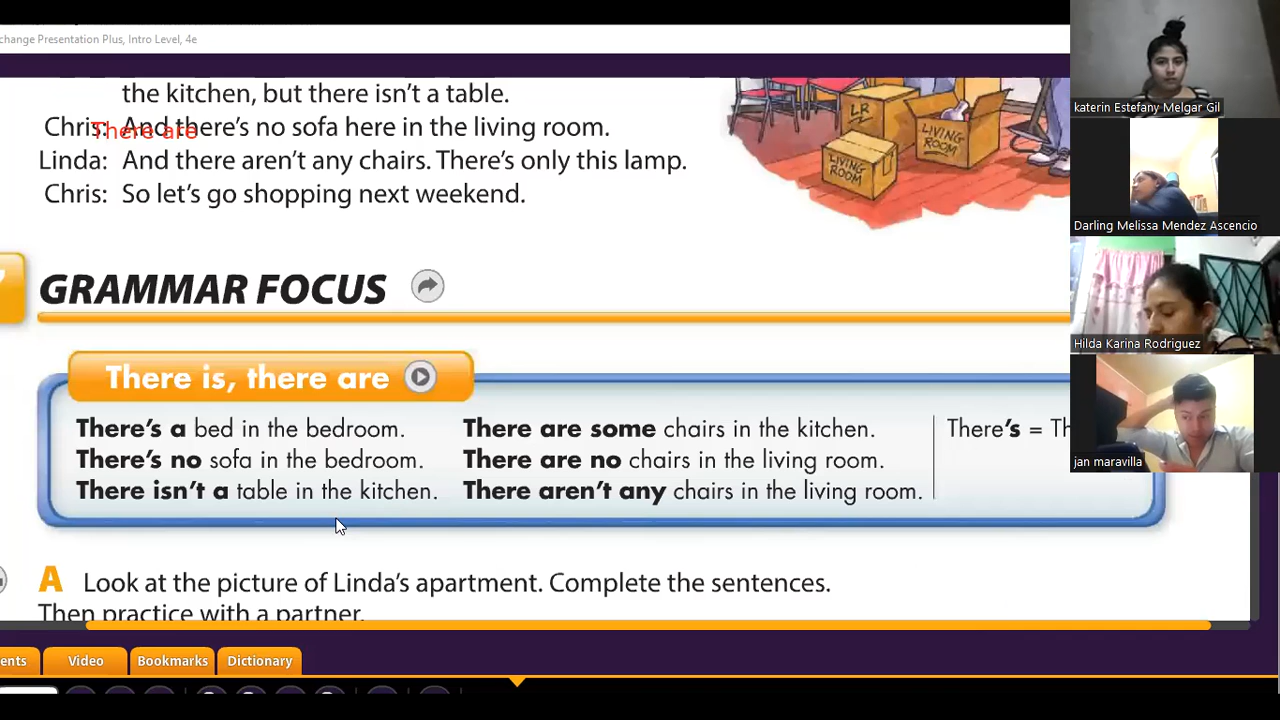 change Presentation Plus, Intro Level, 4e
the kitchen, but there isn't a table.
Chris: And there's no sofa here in the living room.
There are
Linda: And there aren't any chairs. There's only this lamp.
Chris: So let's go shopping next weekend.
LR
LIVING ROOM
LIVING ROOM
GRAMMAR FOCUS
There is, there are
There's a bed in the bedroom.
There's no sofa in the bedroom.
There isn't a table in the kitchen.
There are some chairs in the kitchen.
There are no chairs in the living room.
There aren't any chairs in the living room.
There's = Th
A Look at the picture of Linda's apartment. Complete the sentences.
Then practice with a partner.
ents Video Bookmarks Dictionary
katerin Estefany Melgar Gil
Darling Melissa Mendez Ascencio
Hilda Karina Rodriguez
jan maravilla